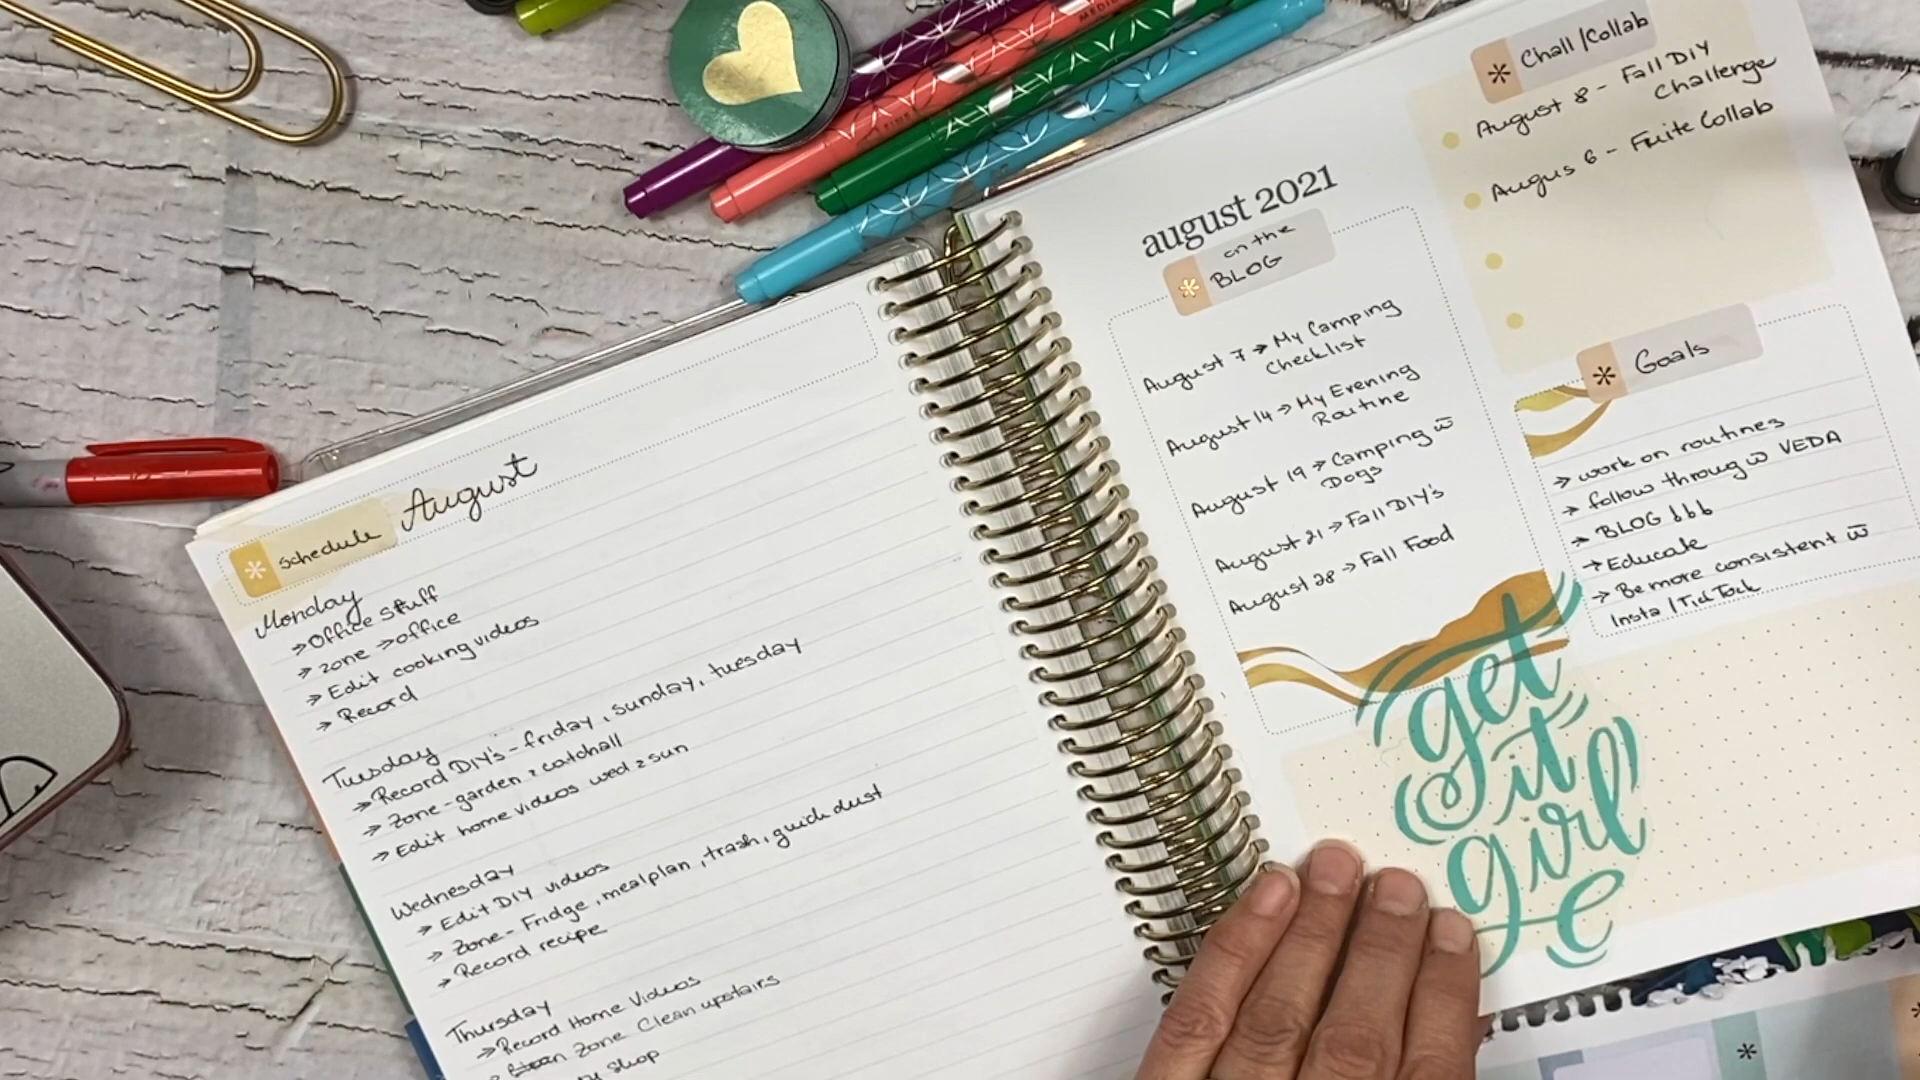 schedule August
Monday
→ Office stuff
→ zone → office
→ Edit cooking videos
→ Record
Tuesday
→ Record DIY's - friday, sunday, tuesday
→ Zone - garden & catchall
→ Edit home videos wed & sun
Wednesday
→ Edit DIY videos
→ Zone - Fridge, mealplan, trash, quick dust
→ Record recipe
Thursday
→ Record Home Videos
Zone Clean upstairs
shop
august 2021
* on the
BLOG
August 7 → My Camping
Checklist
August 14 → My Evening
Routine
August 19 → Camping w̅
Dogs
August 21 → Fall DIY's
August 28 → Fall Food
* Chall/Collab
August 8 - Fall DIY
Challenge
Augus 6 - Collab
* Goals
→ work on routines
→ follow throug w̅ VEDA
→ BLOG !!!
→ Educate
→ Be more consistent w̅
Insta/TickTock
get
it
girl